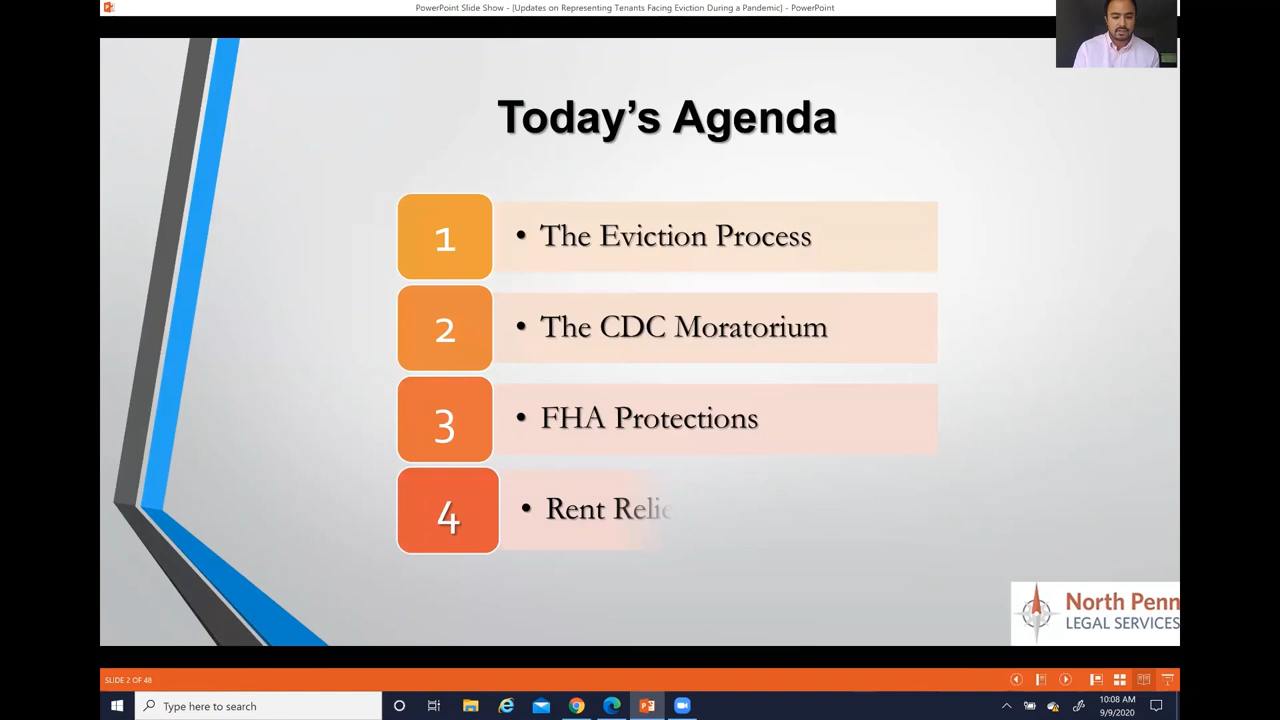 PowerPoint Slide Show - [Updates on Representing Tenants Facing Eviction During a Pandemic] - PowerPoint
Today's Agenda
1 • The Eviction Process
2 • The CDC Moratorium
3 • FHA Protections
4 • Rent Relie
North Penn
LEGAL SERVICES
SLIDE 2 OF 48
Type here to search
10:08 AM
9/9/2020